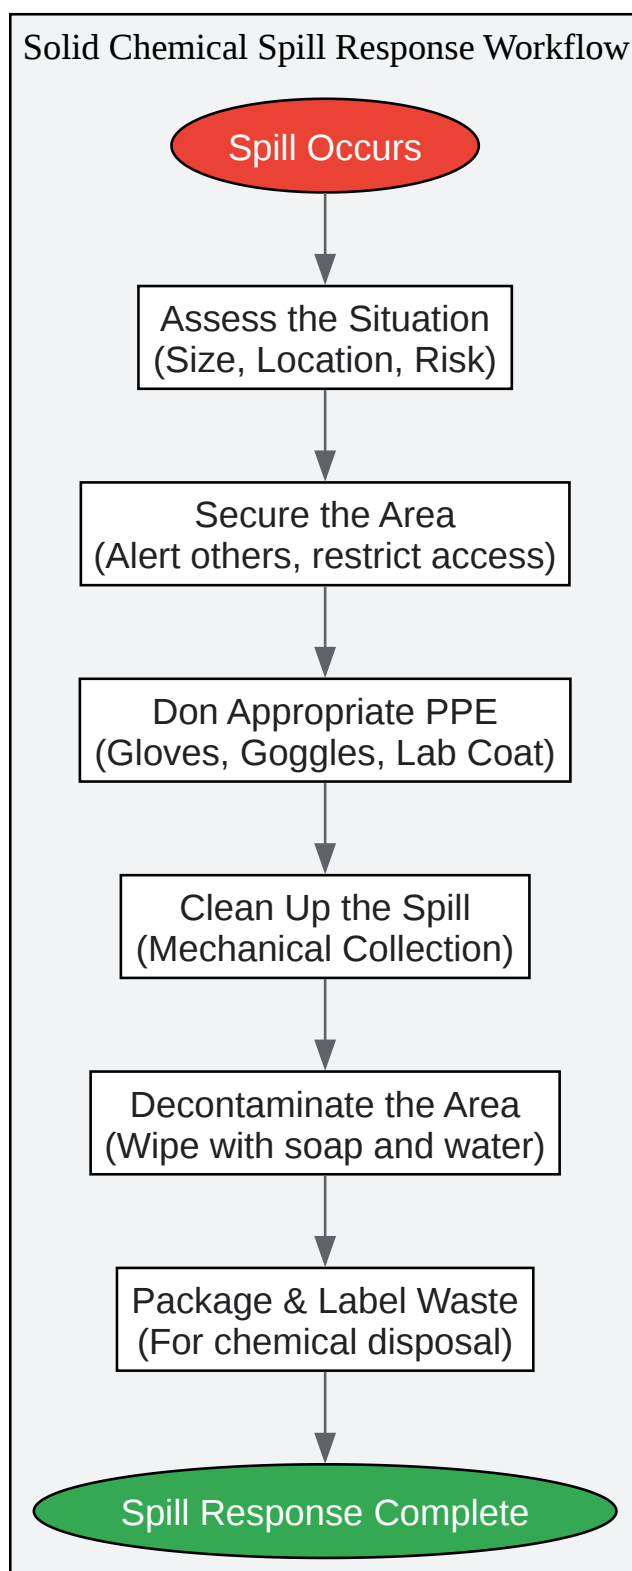 Solid Chemical Spill Response Workflow
Spill Occurs
Assess the Situation
(Size, Location, Risk)
Secure the Area
(Alert others, restrict access)
Don Appropriate PPE
(Gloves, Goggles, Lab Coat)
Clean Up the Spill
(Mechanical Collection)
Decontaminate the Area
(Wipe with soap and water)
Package & Label Waste
(For chemical disposal)
Spill Response Complete